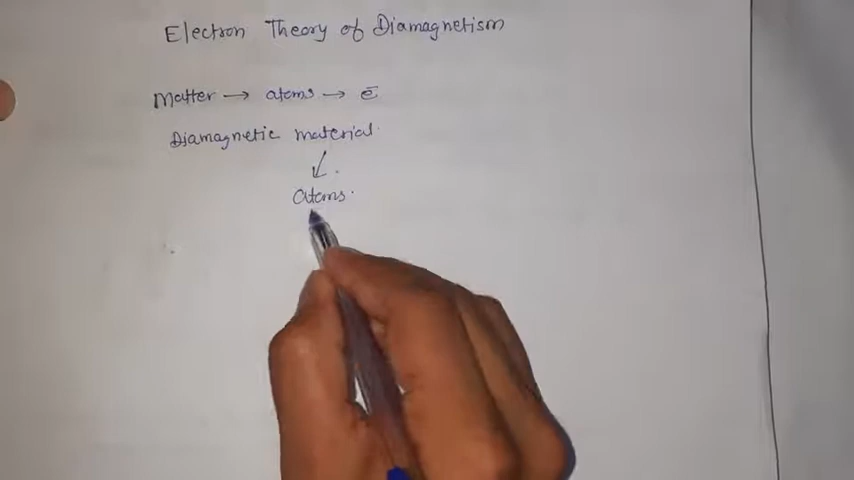 Electron Theory of Diamagnetism
Matter → atoms → ē
Diamagnetic material.
↓
atoms.